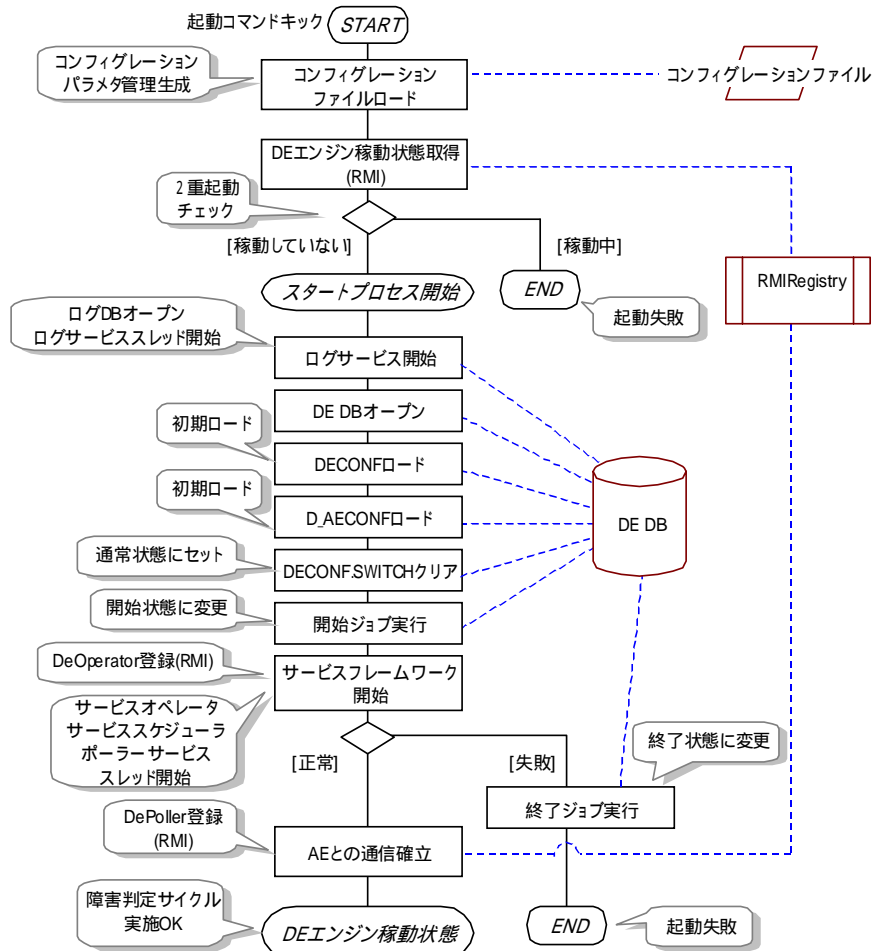 起動コマンドキック
START
コンフィグレーション
パラメタ管理生成
コンフィグレーション
ファイルロード
コンフィグレーションファイル
DEエンジン稼動状態取得
(RMI)
2重起動
チェック
[稼動していない]
[稼動中]
スタートプロセス開始
END
RMIRegistry
起動失敗
ログDBオープン
ログサービススレッド開始
ログサービス開始
DE DBオープン
初期ロード
DECONFロード
初期ロード
D_AECONFロード
DE DB
通常状態にセット
DECONF.SWITCHクリア
開始状態に変更
開始ジョブ実行
DeOperator登録(RMI)
サービスフレームワーク
開始
サービスオペレータ
サービススケジューラ
ポーラーサービス
スレッド開始
[正常]
[失敗]
終了状態に変更
終了ジョブ実行
DePoller登録
(RMI)
AEとの通信確立
障害判定サイクル
実施OK
DEエンジン稼動状態
END
起動失敗